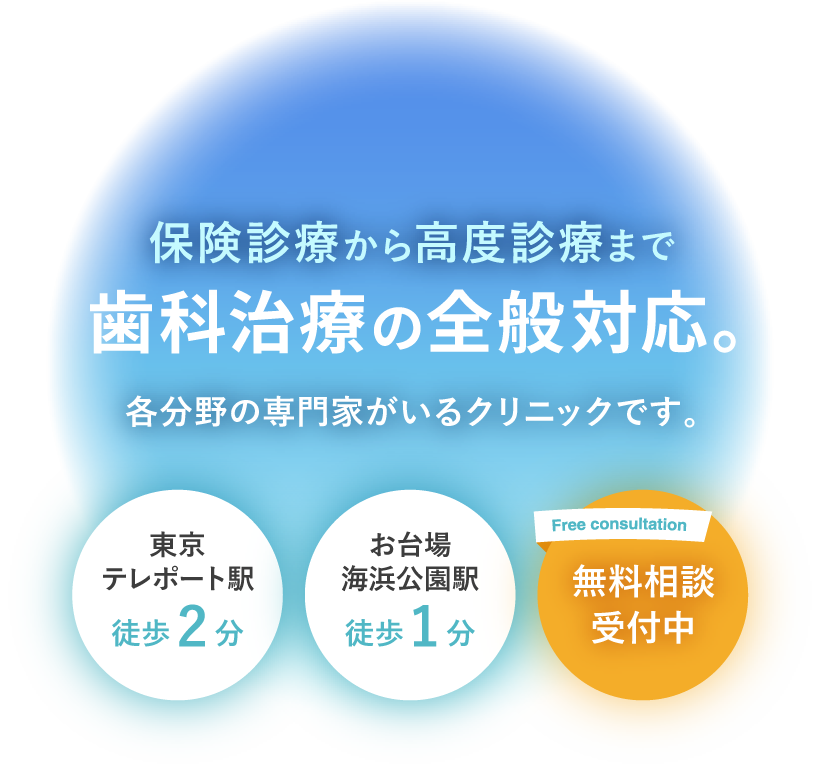 保険診療から高度診療まで
歯科治療の全般対応。
各分野の専門家がいるクリニックです。
東京
テレポート駅
徒歩2分
お台場
海浜公園駅
徒歩1分
Free consultation
無料相談
受付中